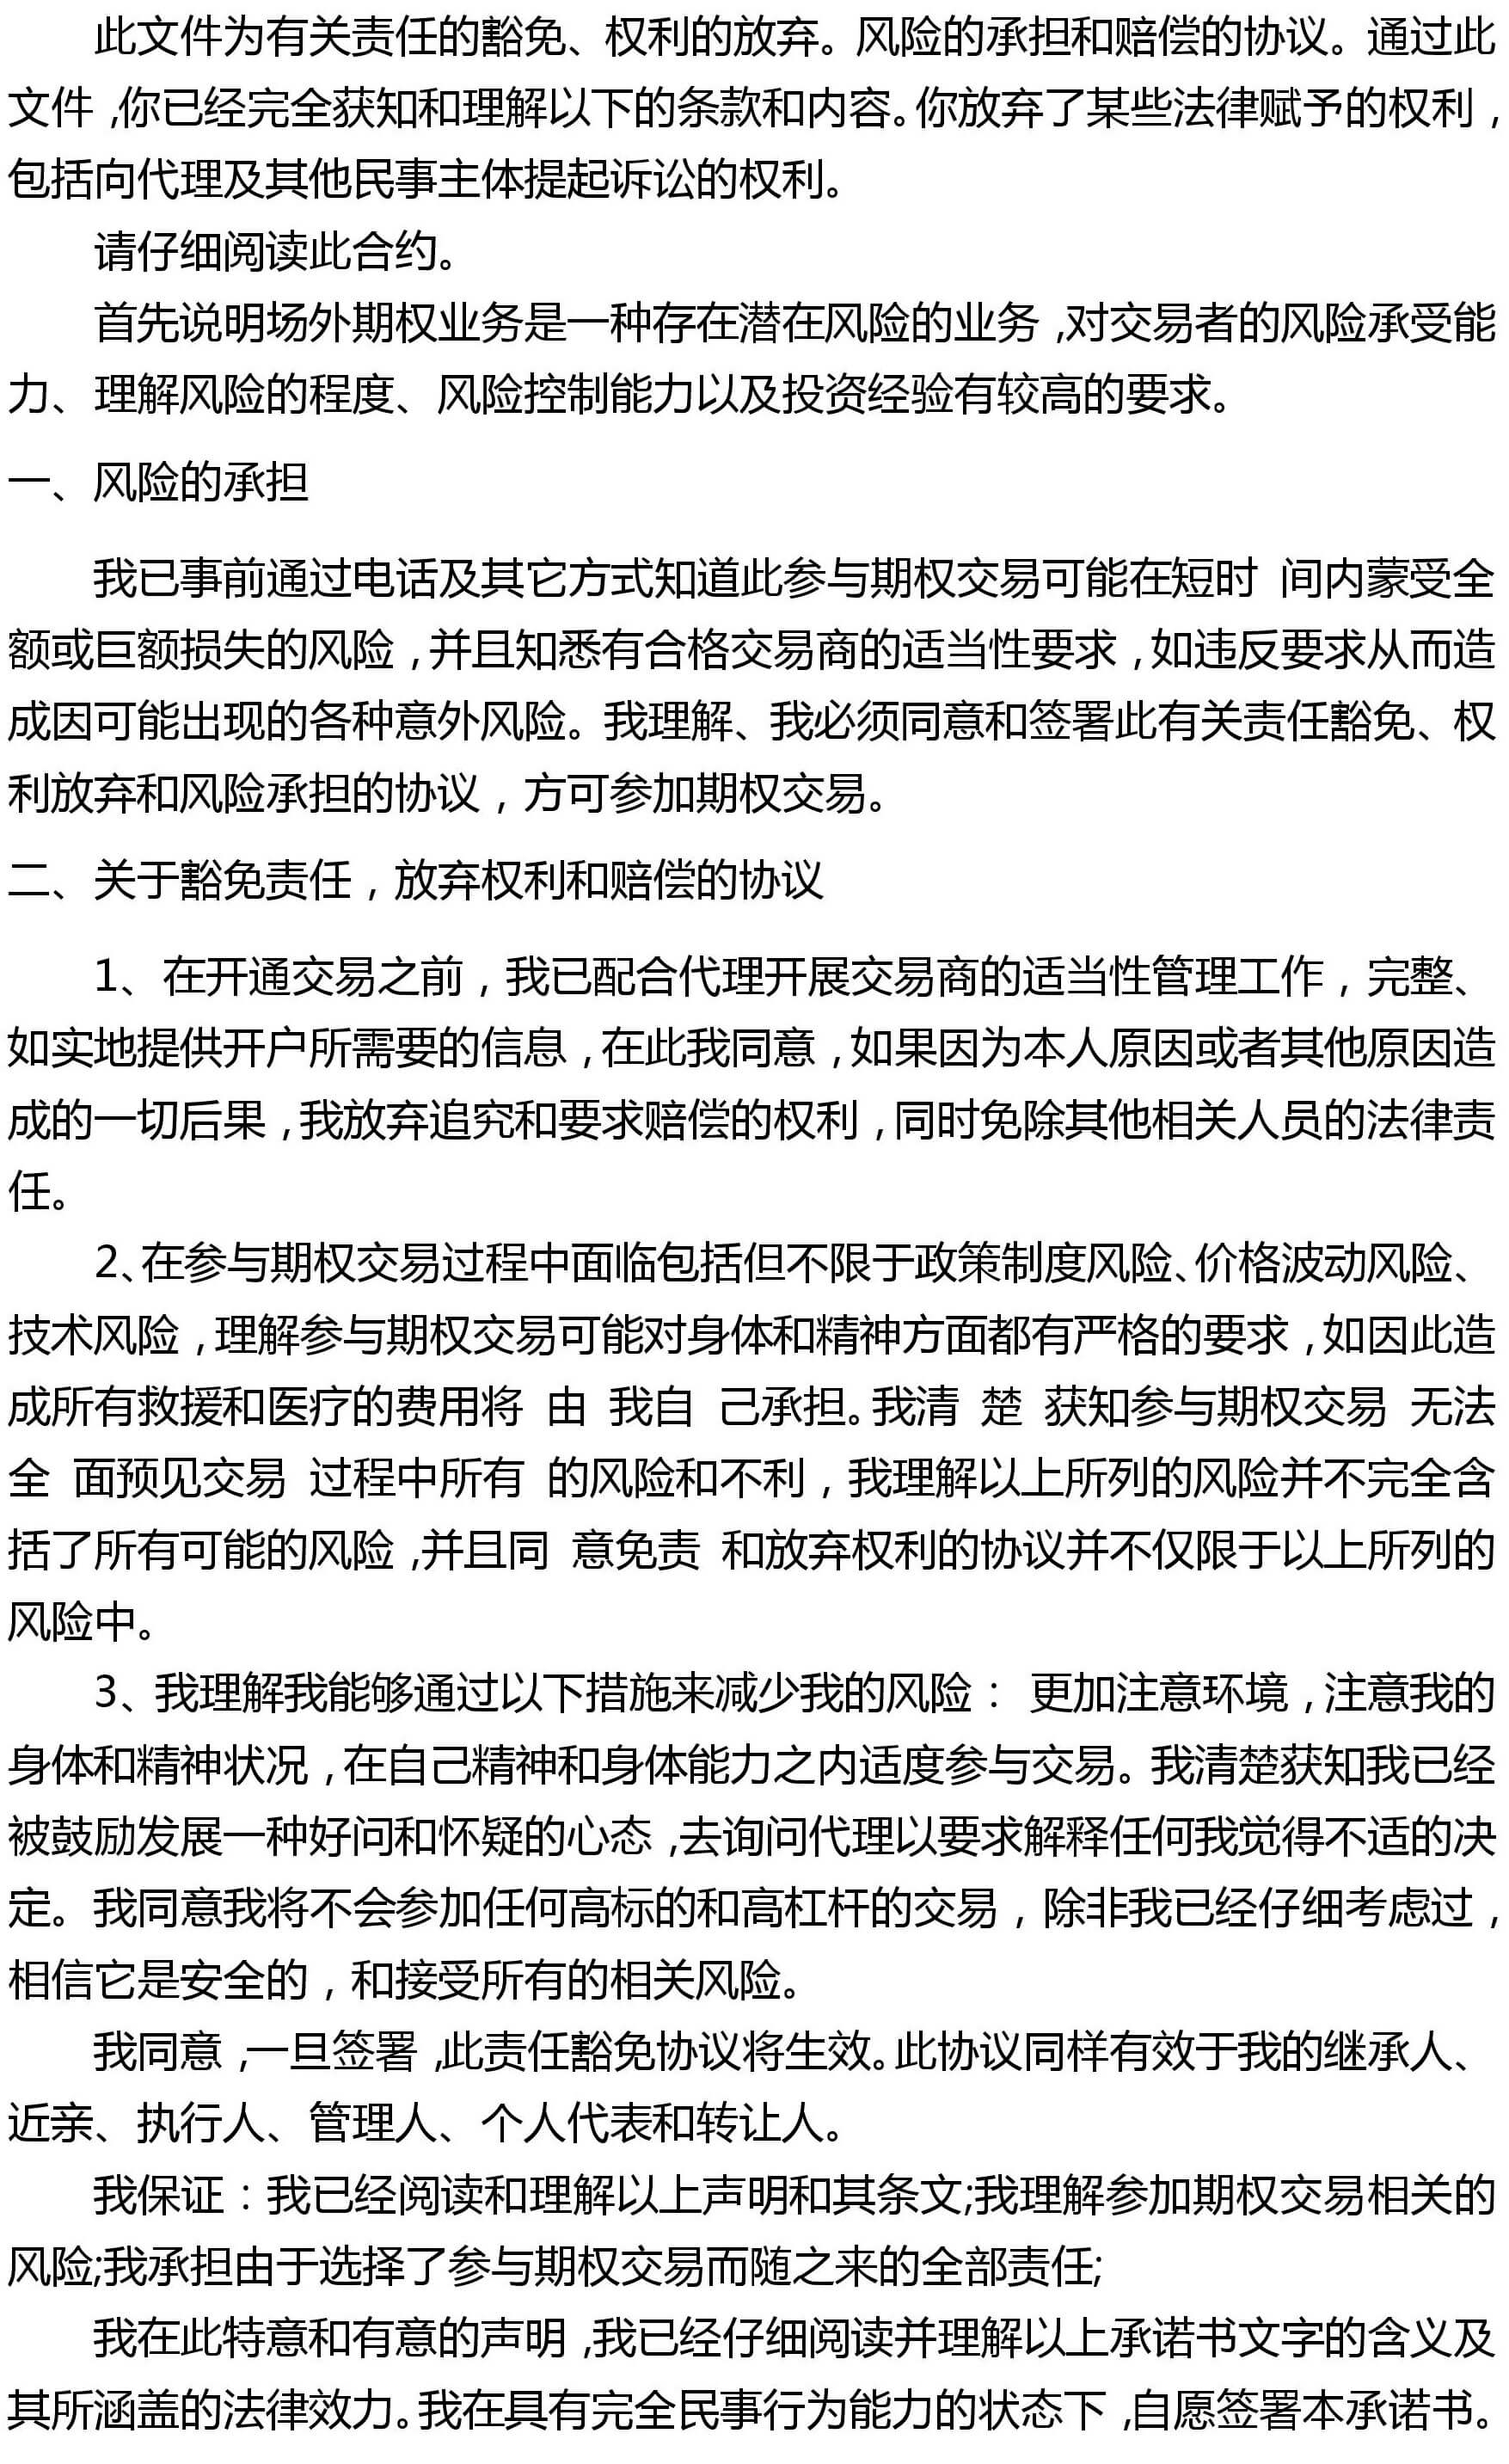 此文件为有关责任的豁免、权利的放弃。风险的承担和赔偿的协议。通过此
文件,你已经完全获知和理解以下的条款和内容。你放弃了某些法律赋予的权利,
包括向代理及其他民事主体提起诉讼的权利。
请仔细阅读此合约。
首先说明场外期权业务是一种存在潜在风险的业务,对交易者的风险承受能
力、理解风险的程度、风险控制能力以及投资经验有较高的要求。
一、风险的承担
我已事前通过电话及其它方式知道此参与期权交易可能在短时 间内蒙受全
额或巨额损失的风险,并且知悉有合格交易商的适当性要求,如违反要求从而造
成因可能出现的各种意外风险。我理解、我必须同意和签署此有关责任豁免、权
利放弃和风险承担的协议,方可参加期权交易。
二、关于豁免责任,放弃权利和赔偿的协议
1、在开通交易之前,我已配合代理开展交易商的适当性管理工作,完整、
如实地提供开户所需要的信息,在此我同意,如果因为本人原因或者其他原因造
成的一切后果,我放弃追究和要求赔偿的权利,同时免除其他相关人员的法律责
任。
2、在参与期权交易过程中面临包括但不限于政策制度风险、价格波动风险、
技术风险,理解参与期权交易可能对身体和精神方面都有严格的要求,如因此造
成所有救援和医疗的费用将 由 我自 己承担。我清 楚 获知参与期权交易 无法
全 面预见交易 过程中所有 的风险和不利,我理解以上所列的风险并不完全含
括了所有可能的风险,并且同 意免责 和放弃权利的协议并不仅限于以上所列的
风险中。
3、我理解我能够通过以下措施来减少我的风险: 更加注意环境,注意我的
身体和精神状况,在自己精神和身体能力之内适度参与交易。我清楚获知我已经
被鼓励发展一种好问和怀疑的心态,去询问代理以要求解释任何我觉得不适的决
定。我同意我将不会参加任何高标的和高杠杆的交易,除非我已经仔细考虑过,
相信它是安全的,和接受所有的相关风险。
我同意,一旦签署,此责任豁免协议将生效。此协议同样有效于我的继承人、
近亲、执行人、管理人、个人代表和转让人。
我保证:我已经阅读和理解以上声明和其条文;我理解参加期权交易相关的
风险;我承担由于选择了参与期权交易而随之来的全部责任;
我在此特意和有意的声明,我已经仔细阅读并理解以上承诺书文字的含义及
其所涵盖的法律效力。我在具有完全民事行为能力的状态下,自愿签署本承诺书。